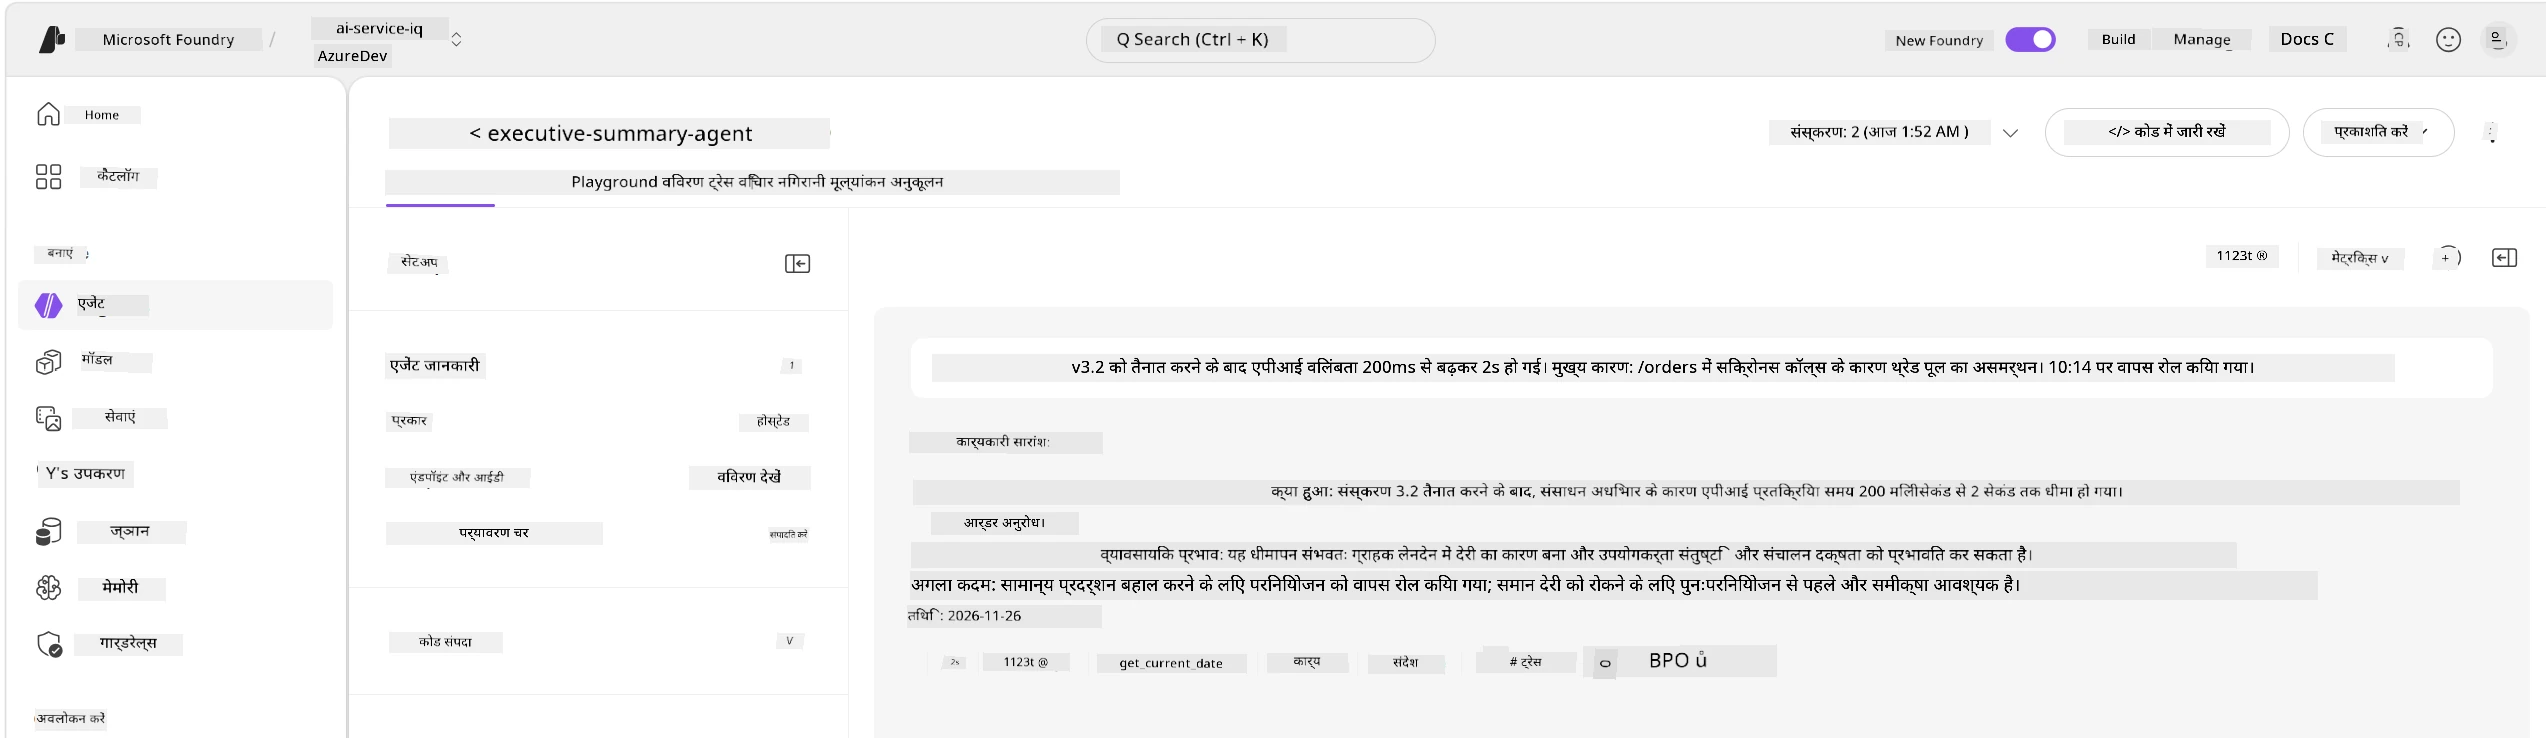 Microsoft Foundry /
ai-service-iq
AzureDev
Q Search (Ctrl + K)
New Foundry
Build
Manage
Docs C
Home
कैटलॉग
बनाएं
एजेंट
मॉडल
सेवाएं
Y's उपकरण
ज्ञान
मेमोरी
गार्डरेल्स
अवलोकन करें
< executive-summary-agent
संस्करण: 2 (आज 1:52 AM )
</> कोड में जारी रखें
प्रकाशित करें
Playground विवरण ट्रेस विचार निगरानी मूल्यांकन अनुकूलन
सेटअप
एजेंट जानकारी
1
प्रकार
होस्टेड
एंडपॉइंट और आईडी
विवरण देखें
पर्यावरण चर
संपादित करें
कोड संपदा
V
1123t ®
मेट्रिक्स v
+
v3.2 को तैनात करने के बाद एपीआई विलंबता 200ms से बढ़कर 2s हो गई। मुख्य कारण: /orders में सिक्रोनस कॉल्स के कारण थ्रेड पूल का असमर्थन। 10:14 पर वापस रोल किया गया।
कार्यकारी सारांश:
क्या हुआ: संस्करण 3.2 तैनात करने के बाद, संसाधन अधिभार के कारण एपीआई प्रतिक्रिया समय 200 मिलीसेकंड से 2 सेकंड तक धीमा हो गया।
आर्डर अनुरोध।
व्यावसायिक प्रभाव: यह धीमापन संभवतः ग्राहक लेनदेन में देरी का कारण बना और उपयोगकर्ता संतुष्टि और संचालन दक्षता को प्रभावित कर सकता है।
अगला कदम: सामान्य प्रदर्शन बहाल करने के लिए परिनियोजन को वापस रोल किया गया; समान देरी को रोकने के लिए पुन:परिनियोजन से पहले और समीक्षा आवश्यक है।
तिथि: 2026-11-26
2s
1123t @
get_current_date
कार्य
संदेश
# ट्रेस
BPO ů